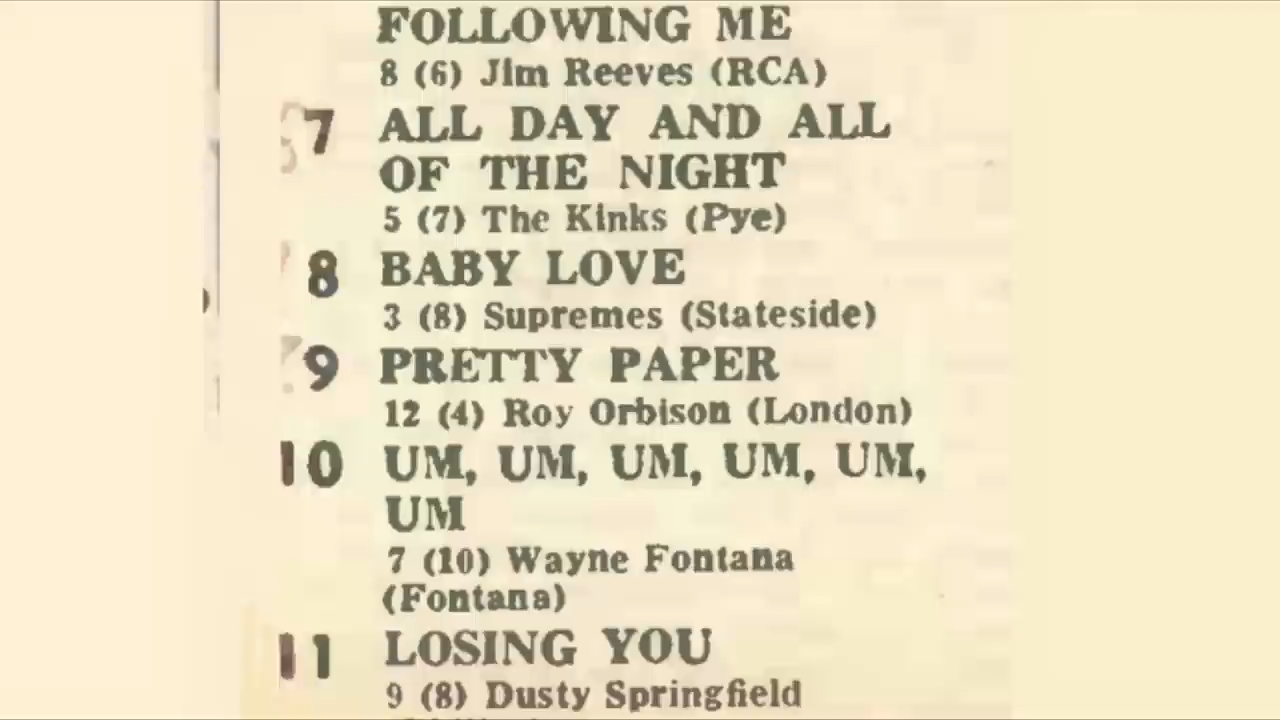 FOLLOWING ME
8 (6) Jim Reeves (RCA)
7 ALL DAY AND ALL
OF THE NIGHT
5 (7) The Kinks (Pye)
8 BABY LOVE
3 (8) Supremes (Stateside)
9 PRETTY PAPER
12 (4) Roy Orbison (London)
10 UM, UM, UM, UM, UM,
UM
7 (10) Wayne Fontana
(Fontana)
11 LOSING YOU
9 (8) Dusty Springfield